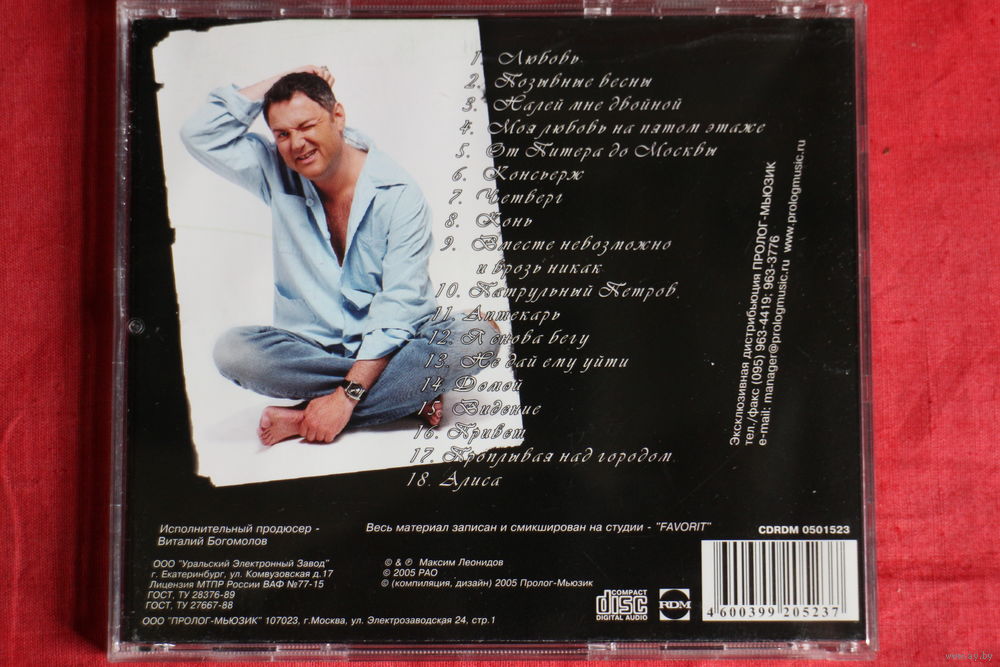 1. Любовь
2. Позывные весны
3. Налей мне двойной
4. Моя любовь на пятом этаже
5. От Питера до Москвы
6. Консьерж
7. Четверг
8. Конь
9. Вместе невозможно
и врозь никак
10. Патрульный Петров
11. Аптекарь
12. Я снова бегу
13. Не дай ему уйти
14. Домой
15. Видение
16. Привет
17. Проплывая над городом
18. Алиса
Эксклюзивная дистрибьюция ПРОЛОГ-МЬЮЗИК
тел./факс (095) 963-4419; 963-3776
e-mail: manager@prologmusic.ru www.prologmusic.ru
Исполнительный продюсер -
Виталий Богомолов
Весь материал записан и смикширован на студии - "FAVORIT"
CDRDM 0501523
ООО "Уральский Электронный Завод"
г. Екатеринбург, ул. Комвузовская д.17
Лицензия МТПР России ВАФ №77-15
ГОСТ, ТУ 28376-89
ГОСТ, ТУ 27667-88
© & ℗ Максим Леонидов
© 2005 РАО
© (компиляция, дизайн) 2005 Пролог-Мьюзик
COMPACT
disc
DIGITAL AUDIO
RDM
4 600399 205237
ООО "ПРОЛОГ-МЬЮЗИК" 107023, г.Москва, ул. Электрозаводская 24, стр.1
www.ay.by